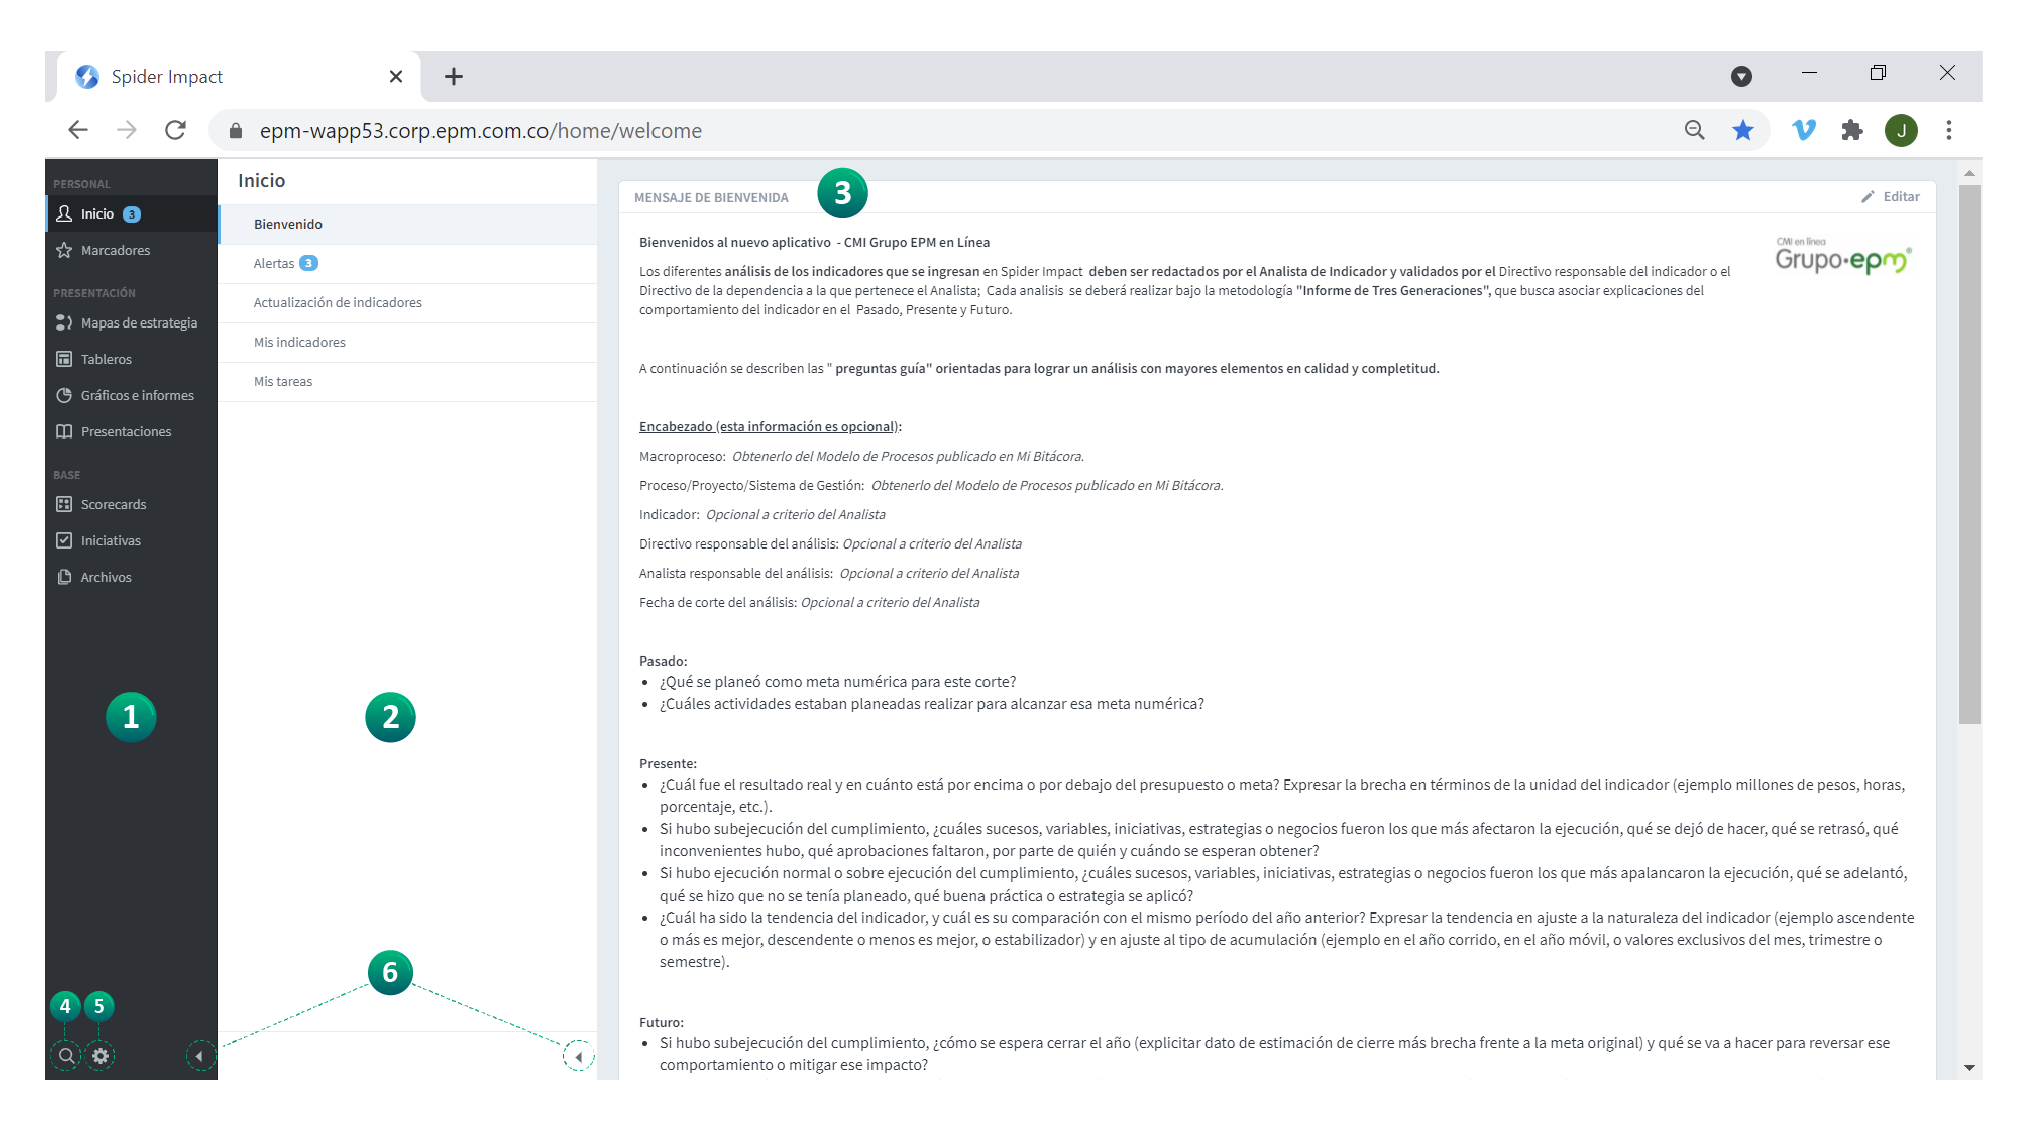 Spider Impact
epm-wapp53.corp.epm.com.co/home/welcome
J
PERSONAL
Inicio 3
Marcadores
PRESENTACIÓN
Mapas de estrategia
Tableros
Gráficos e informes
Presentaciones
BASE
Scorecards
Iniciativas
Archivos
1
4 5
Inicio
Bienvenido
Alertas 3
Actualización de indicadores
Mis indicadores
Mis tareas
2
6
MENSAJE DE BIENVENIDA
3
Editar
CMI en línea
Grupo·epm®
Bienvenidos al nuevo aplicativo - CMI Grupo EPM en Línea
Los diferentes análisis de los indicadores que se ingresan en Spider Impact deben ser redactados por el Analista de Indicador y validados por el Directivo responsable del indicador o el
Directivo de la dependencia a la que pertenece el Analista; Cada analisis se deberá realizar bajo la metodología "Informe de Tres Generaciones", que busca asociar explicaciones del
comportamiento del indicador en el Pasado, Presente y Futuro.
A continuación se describen las " preguntas guía" orientadas para lograr un análisis con mayores elementos en calidad y completitud.
Encabezado (esta información es opcional):
Macroproceso: Obtenerlo del Modelo de Procesos publicado en Mi Bitácora.
Proceso/Proyecto/Sistema de Gestión: Obtenerlo del Modelo de Procesos publicado en Mi Bitácora.
Indicador: Opcional a criterio del Analista
Directivo responsable del análisis: Opcional a criterio del Analista
Analista responsable del análisis: Opcional a criterio del Analista
Fecha de corte del análisis: Opcional a criterio del Analista
Pasado:
• ¿Qué se planeó como meta numérica para este corte?
• ¿Cuáles actividades estaban planeadas realizar para alcanzar esa meta numérica?
Presente:
• ¿Cuál fue el resultado real y en cuánto está por encima o por debajo del presupuesto o meta? Expresar la brecha en términos de la unidad del indicador (ejemplo millones de pesos, horas,
porcentaje, etc.).
• Si hubo subejecución del cumplimiento, ¿cuáles sucesos, variables, iniciativas, estrategias o negocios fueron los que más afectaron la ejecución, qué se dejó de hacer, qué se retrasó, qué
inconvenientes hubo, qué aprobaciones faltaron, por parte de quién y cuándo se esperan obtener?
• Si hubo ejecución normal o sobre ejecución del cumplimiento, ¿cuáles sucesos, variables, iniciativas, estrategias o negocios fueron los que más apalancaron la ejecución, qué se adelantó,
qué se hizo que no se tenía planeado, qué buena práctica o estrategia se aplicó?
• ¿Cuál ha sido la tendencia del indicador, y cuál es su comparación con el mismo período del año anterior? Expresar la tendencia en ajuste a la naturaleza del indicador (ejemplo ascendente
o más es mejor, descendente o menos es mejor, o estabilizador) y en ajuste al tipo de acumulación (ejemplo en el año corrido, en el año móvil, o valores exclusivos del mes, trimestre o
semestre).
Futuro:
• Si hubo subejecución del cumplimiento, ¿cómo se espera cerrar el año (explicitar dato de estimación de cierre más brecha frente a la meta original) y qué se va a hacer para reversar ese
comportamiento o mitigar ese impacto?